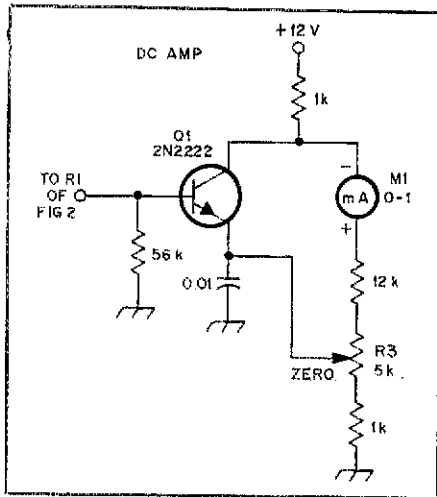 +12 V
DC AMP
1k
Q1
2N2222
TO R1
OF
FIG 2
-
M1
mA
0-1
+
56 k
0.01
12 k
R3
5k
ZERO
1k